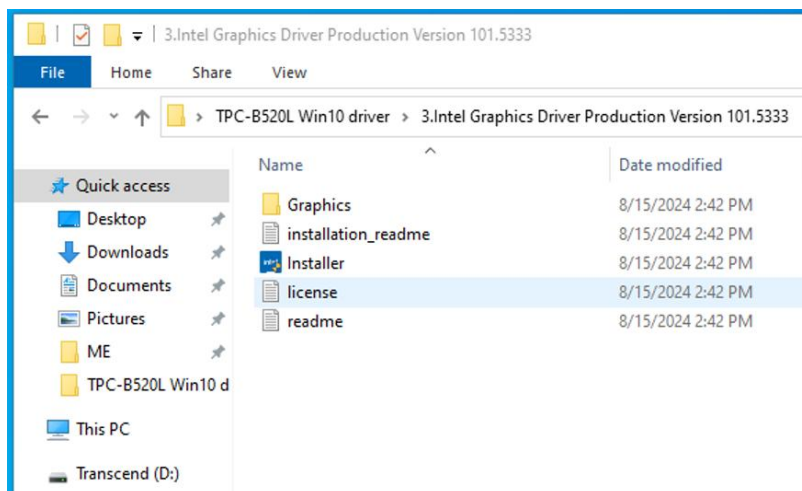 3.Intel Graphics Driver Production Version 101.5333
File Home Share View
TPC-B520L Win10 driver > 3.Intel Graphics Driver Production Version 101.5333
Name Date modified
Quick access
Desktop
Downloads
Documents
Pictures
ME
TPC-B520L Win10 d
This PC
Transcend (D:)
Graphics 8/15/2024 2:42 PM
installation_readme 8/15/2024 2:42 PM
Installer 8/15/2024 2:42 PM
license 8/15/2024 2:42 PM
readme 8/15/2024 2:42 PM